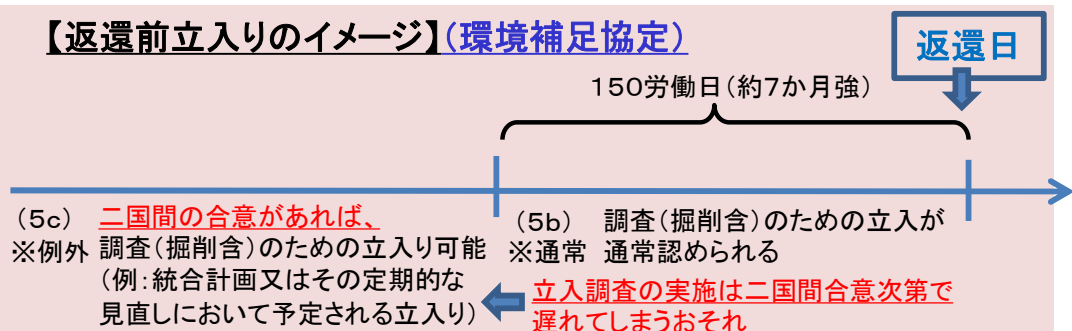 【返還前立入りのイメージ】(環境補足協定)
返還日
150労働日(約7か月強)
(5c) 二国間の合意があれば、
※例外 調査(掘削含)のための立入り可能
(例:統合計画又はその定期的な
見直しにおいて予定される立入り)
(5b) 調査(掘削含)のための立入が
※通常 通常認められる
立入調査の実施は二国間合意次第で
遅れてしまうおそれ